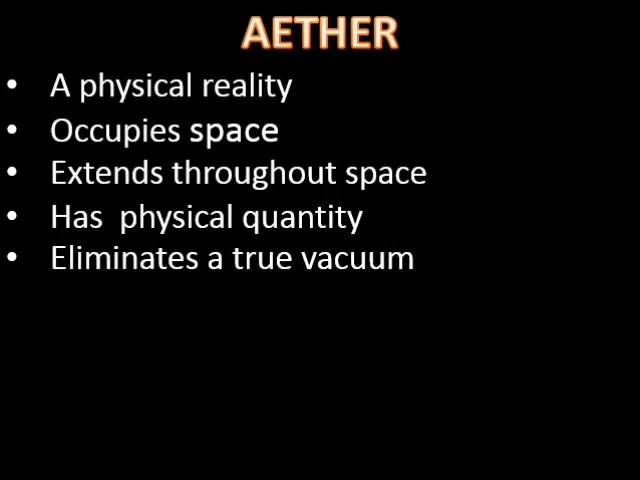 AETHER
• A physical reality
• Occupies space
• Extends throughout space
• Has  physical quantity
• Eliminates a true vacuum